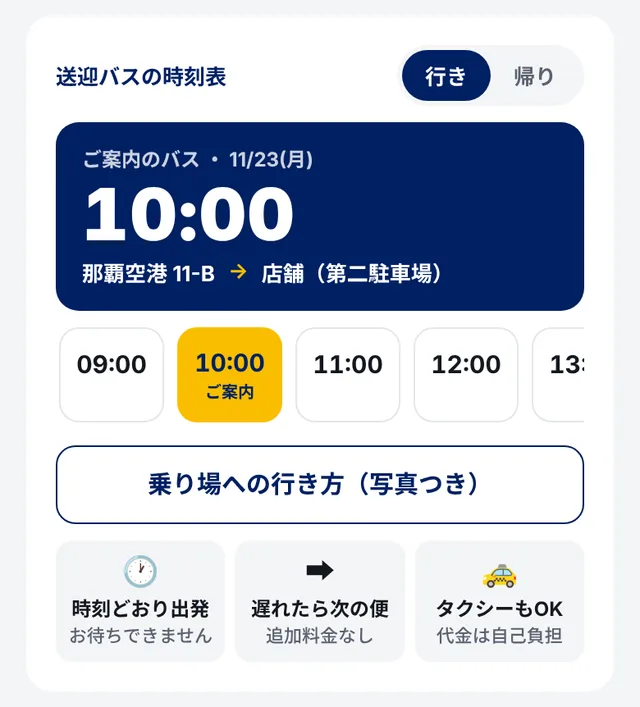 送迎バスの時刻表
行き
帰り
ご案内のバス ・ 11/23(月)
10:00
那覇空港 11-B → 店舗（第二駐車場）
09:00
10:00
ご案内
11:00
12:00
13:
乗り場への行き方（写真つき）
時刻どおり出発
お待ちできません
遅れたら次の便
追加料金なし
タクシーもOK
代金は自己負担